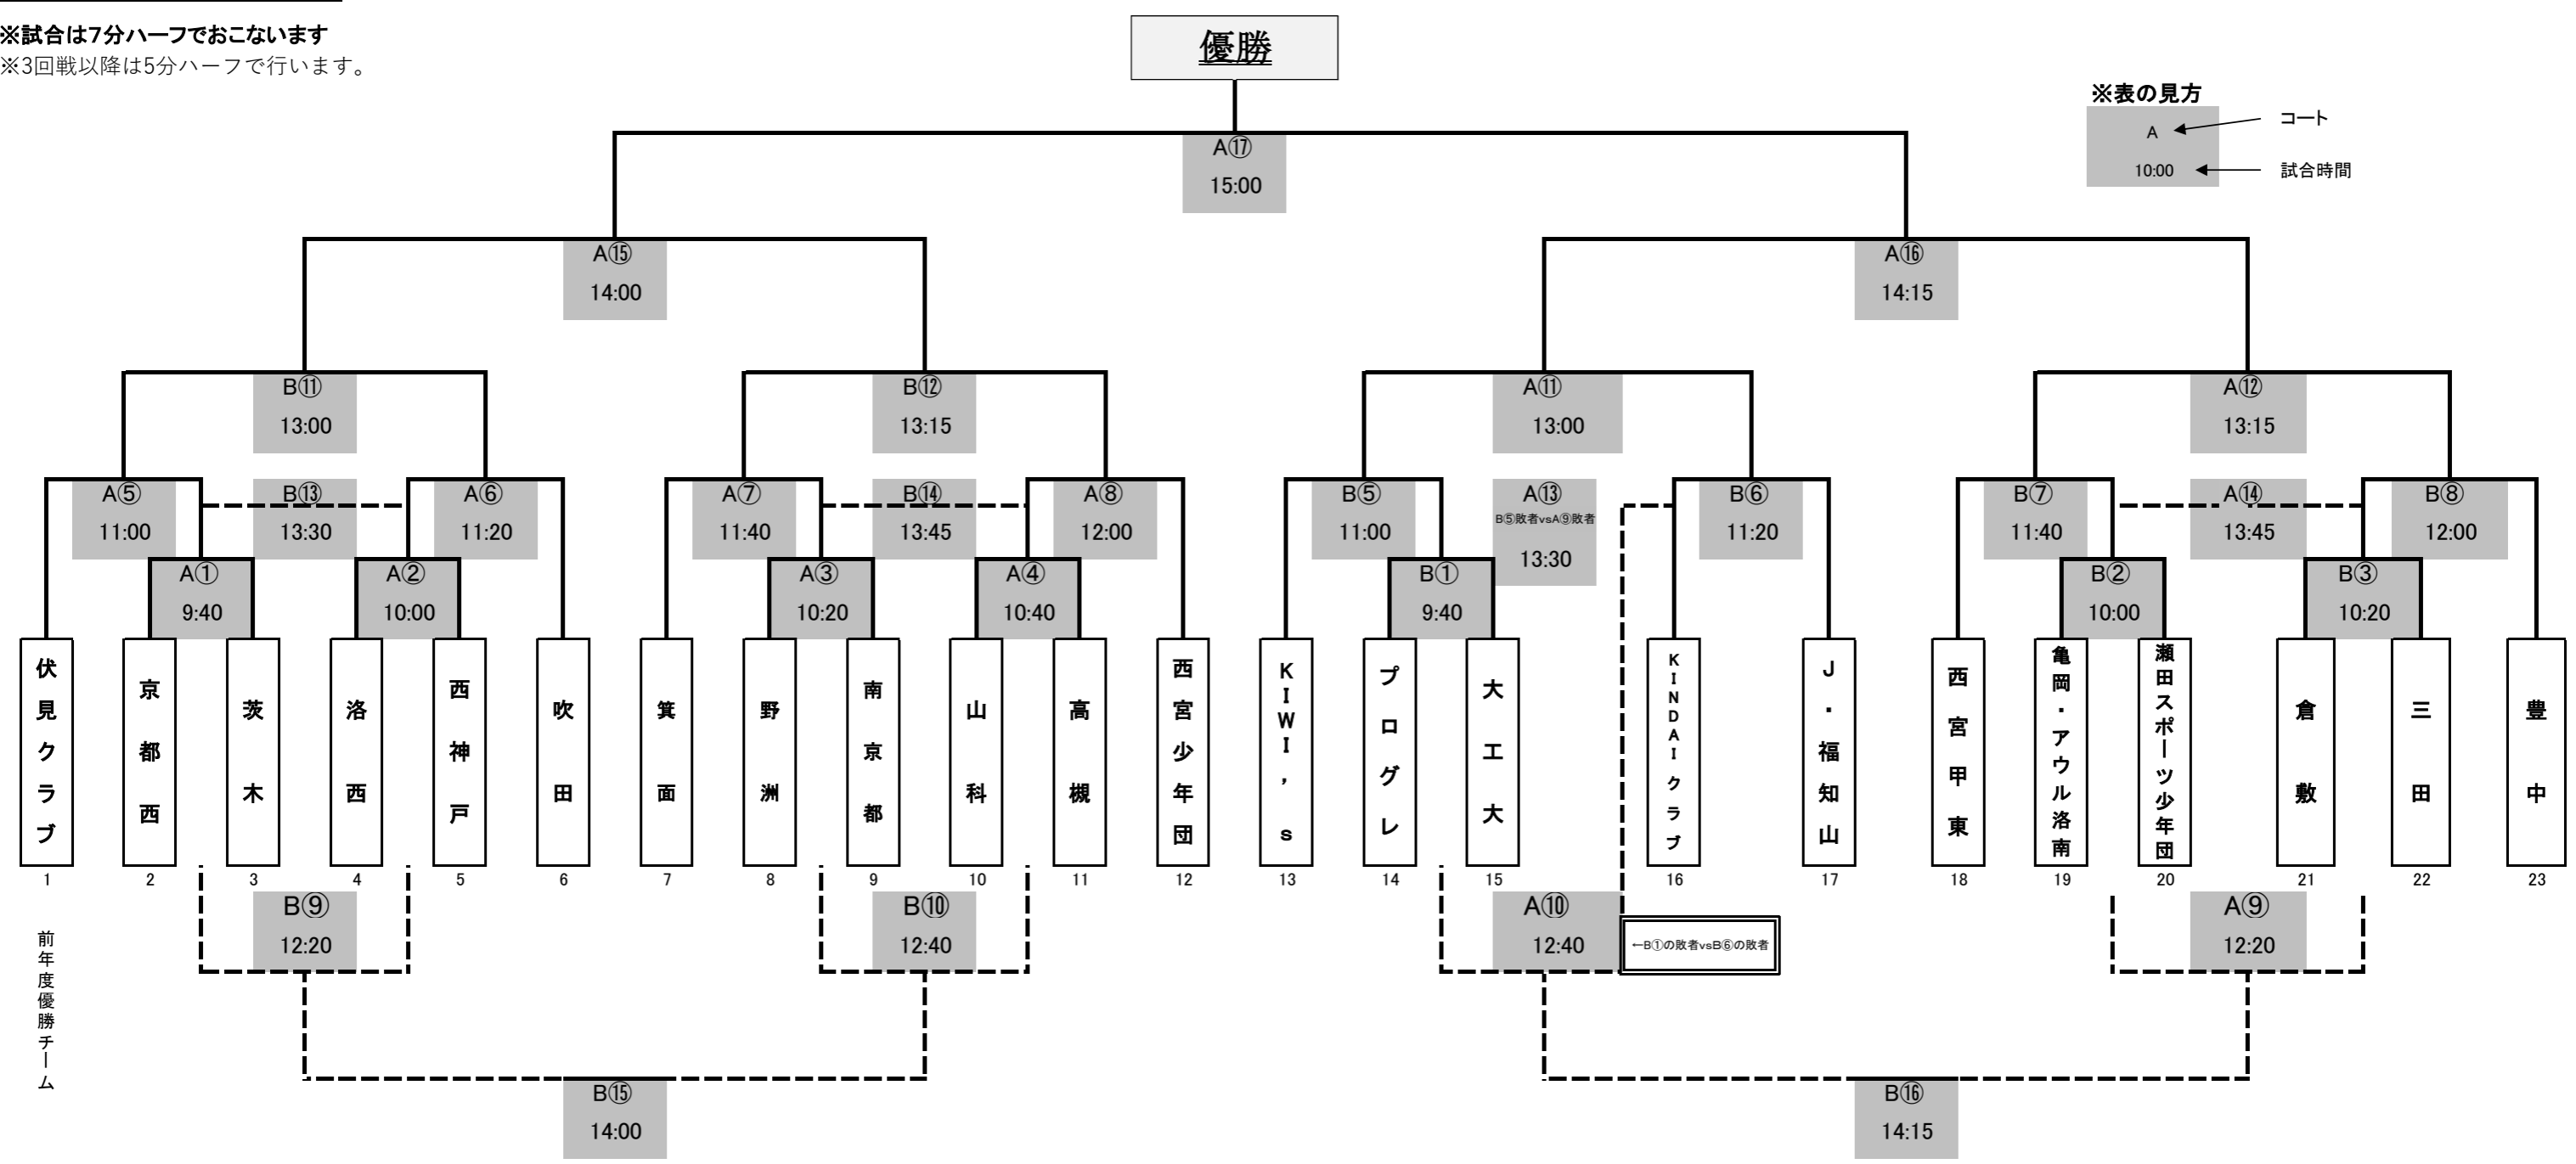 ※試合は7分ハーフでおこないます
※3回戦以降は5分ハーフで行います。
優勝
※表の見方
A
コート
10:00
試合時間
A⑰
15:00
A⑮
14:00
A⑯
14:15
B⑪
13:00
B⑫
13:15
A⑪
13:00
A⑫
13:15
A⑤
11:00
B⑬
13:30
A⑥
11:20
A⑦
11:40
B⑭
13:45
A⑧
12:00
B⑤
11:00
A⑬
B⑤敗者vsA⑨敗者
13:30
B⑥
11:20
B⑦
11:40
A⑭
13:45
B⑧
12:00
A①
9:40
A②
10:00
A③
10:20
A④
10:40
B①
9:40
B②
10:00
B③
10:20
伏見クラブ
京都西
茨木
洛西
西神戸
吹田
箕面
野洲
南京都
山科
高槻
西宮少年団
KIWI's
プログレ
大工大
KINDAIクラブ
J・福知山
西宮甲東
亀岡・アウル洛南
瀬田スポーツ少年団
倉敷
三田
豊中
1
2
3
4
5
6
7
8
9
10
11
12
13
14
15
16
17
18
19
20
21
22
23
前年度優勝チーム
B⑨
12:20
B⑩
12:40
A⑩
12:40
←B①の敗者vsB⑥の敗者
A⑨
12:20
B⑮
14:00
B⑯
14:15